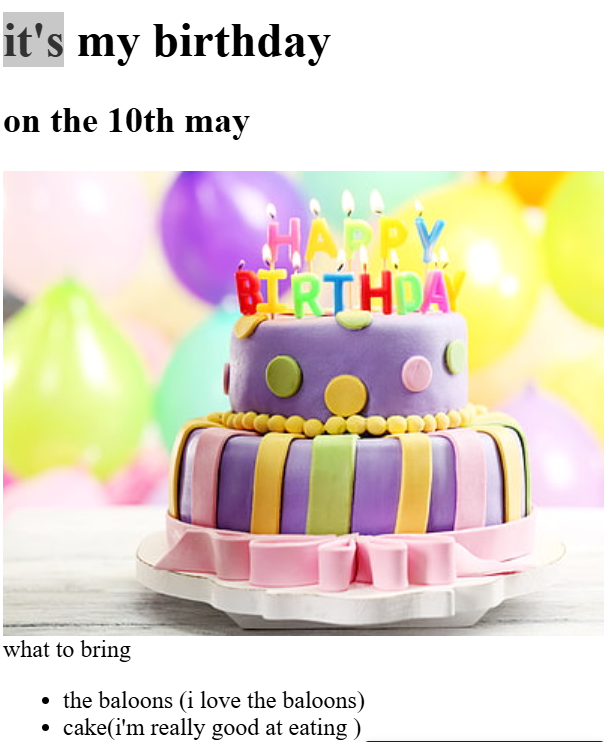 it's my birthday
on the 10th may
HAPPY
BIRTHDAY
what to bring
the baloons (i love the baloons)
cake(i'm really good at eating )